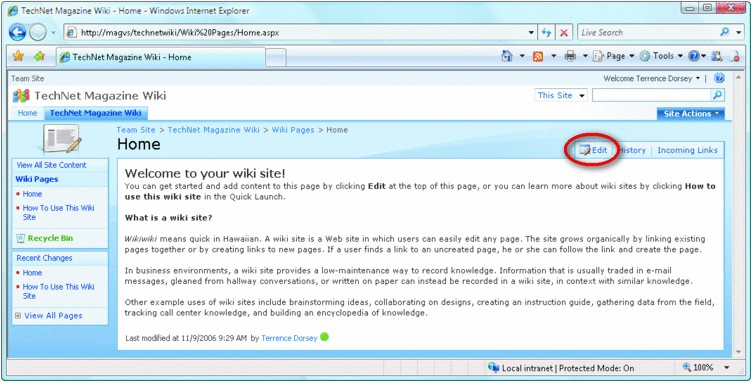 TechNet Magazine Wiki - Home - Windows Internet Explorer
http://magvs/technetwiki/Wiki%20Pages/Home.aspx
Live Search
TechNet Magazine Wiki - Home
Page
Tools
Team Site
Welcome Terrence Dorsey
TechNet Magazine Wiki
This Site
Home
TechNet Magazine Wiki
Site Actions
Team Site > TechNet Magazine Wiki > Wiki Pages > Home
Home
Edit
History | Incoming Links
View All Site Content
Wiki Pages
Home
How To Use This Wiki
Site
Recycle Bin
Recent Changes
Home
How To Use This Wiki
Site
View All Pages
Welcome to your wiki site!
You can get started and add content to this page by clicking Edit at the top of this page, or you can learn more about wiki sites by clicking How to
use this wiki site in the Quick Launch.
What is a wiki site?
Wikiwiki means quick in Hawaiian. A wiki site is a Web site in which users can easily edit any page. The site grows organically by linking existing
pages together or by creating links to new pages. If a user finds a link to an uncreated page, he or she can follow the link and create the page.
In business environments, a wiki site provides a low-maintenance way to record knowledge. Information that is usually traded in e-mail
messages, gleaned from hallway conversations, or written on paper can instead be recorded in a wiki site, in context with similar knowledge.
Other example uses of wiki sites include brainstorming ideas, collaborating on designs, creating an instruction guide, gathering data from the field,
tracking call center knowledge, and building an encyclopedia of knowledge.
Last modified at 11/9/2006 9:29 AM by Terrence Dorsey
Local intranet | Protected Mode: On
100%